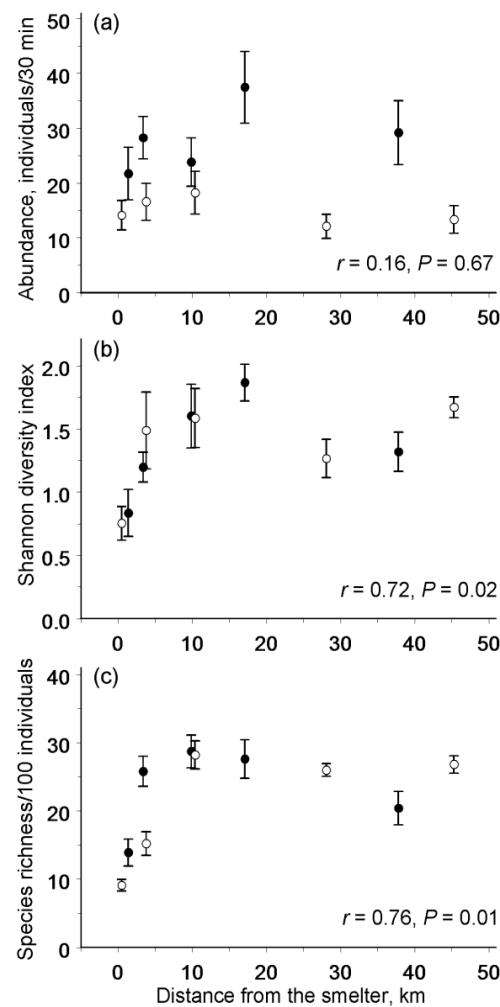 (a)
Abundance, individuals/30 min
50
40
30
20
10
0
r = 0.16, P = 0.67
0 10 20 30 40 50
(b)
Shannon diversity index
2.0
1.5
1.0
0.5
0.0
r = 0.72, P = 0.02
0 10 20 30 40 50
(c)
Species richness/100 individuals
40
30
20
10
0
r = 0.76, P = 0.01
0 10 20 30 40 50
Distance from the smelter, km